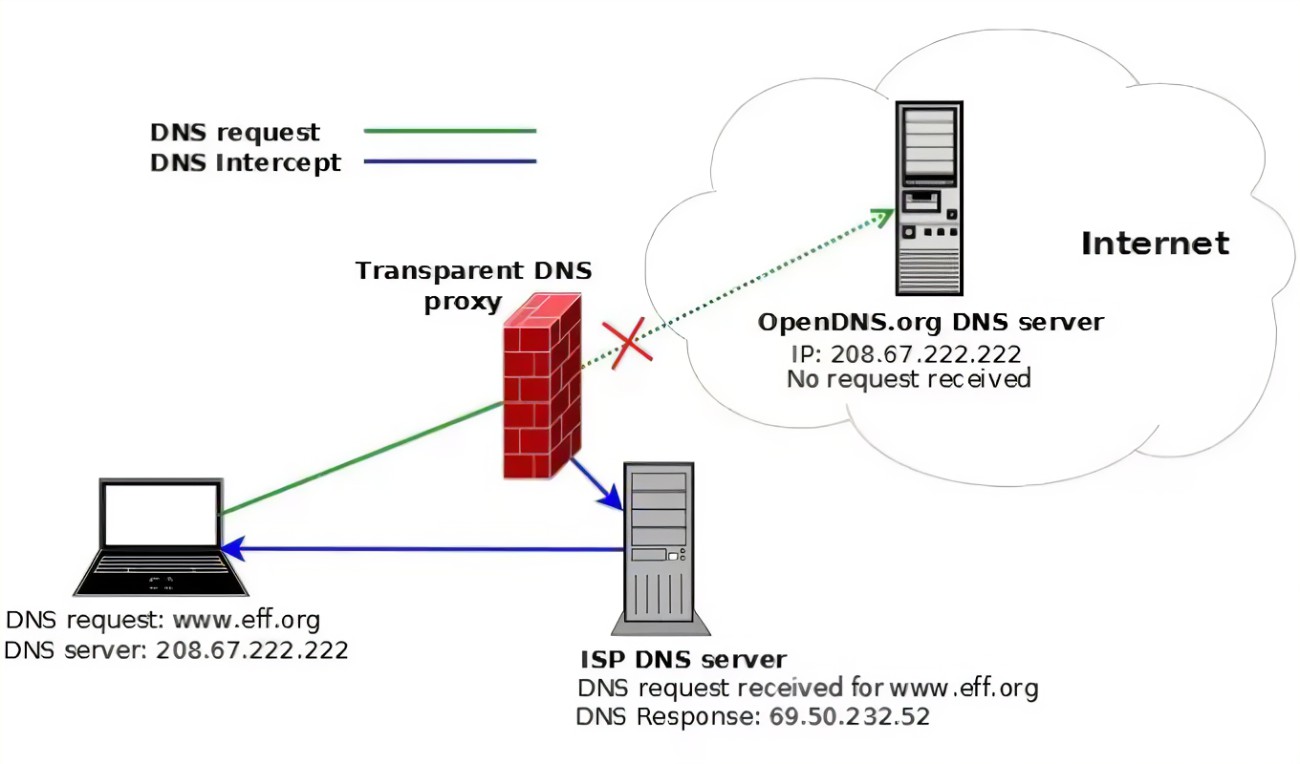 DNS request
DNS Intercept
Transparent DNS
proxy
Internet
OpenDNS.org DNS server
IP: 208.67.222.222
No request received
DNS request: www.eff.org
DNS server: 208.67.222.222
ISP DNS server
DNS request received for www.eff.org
DNS Response: 69.50.232.52